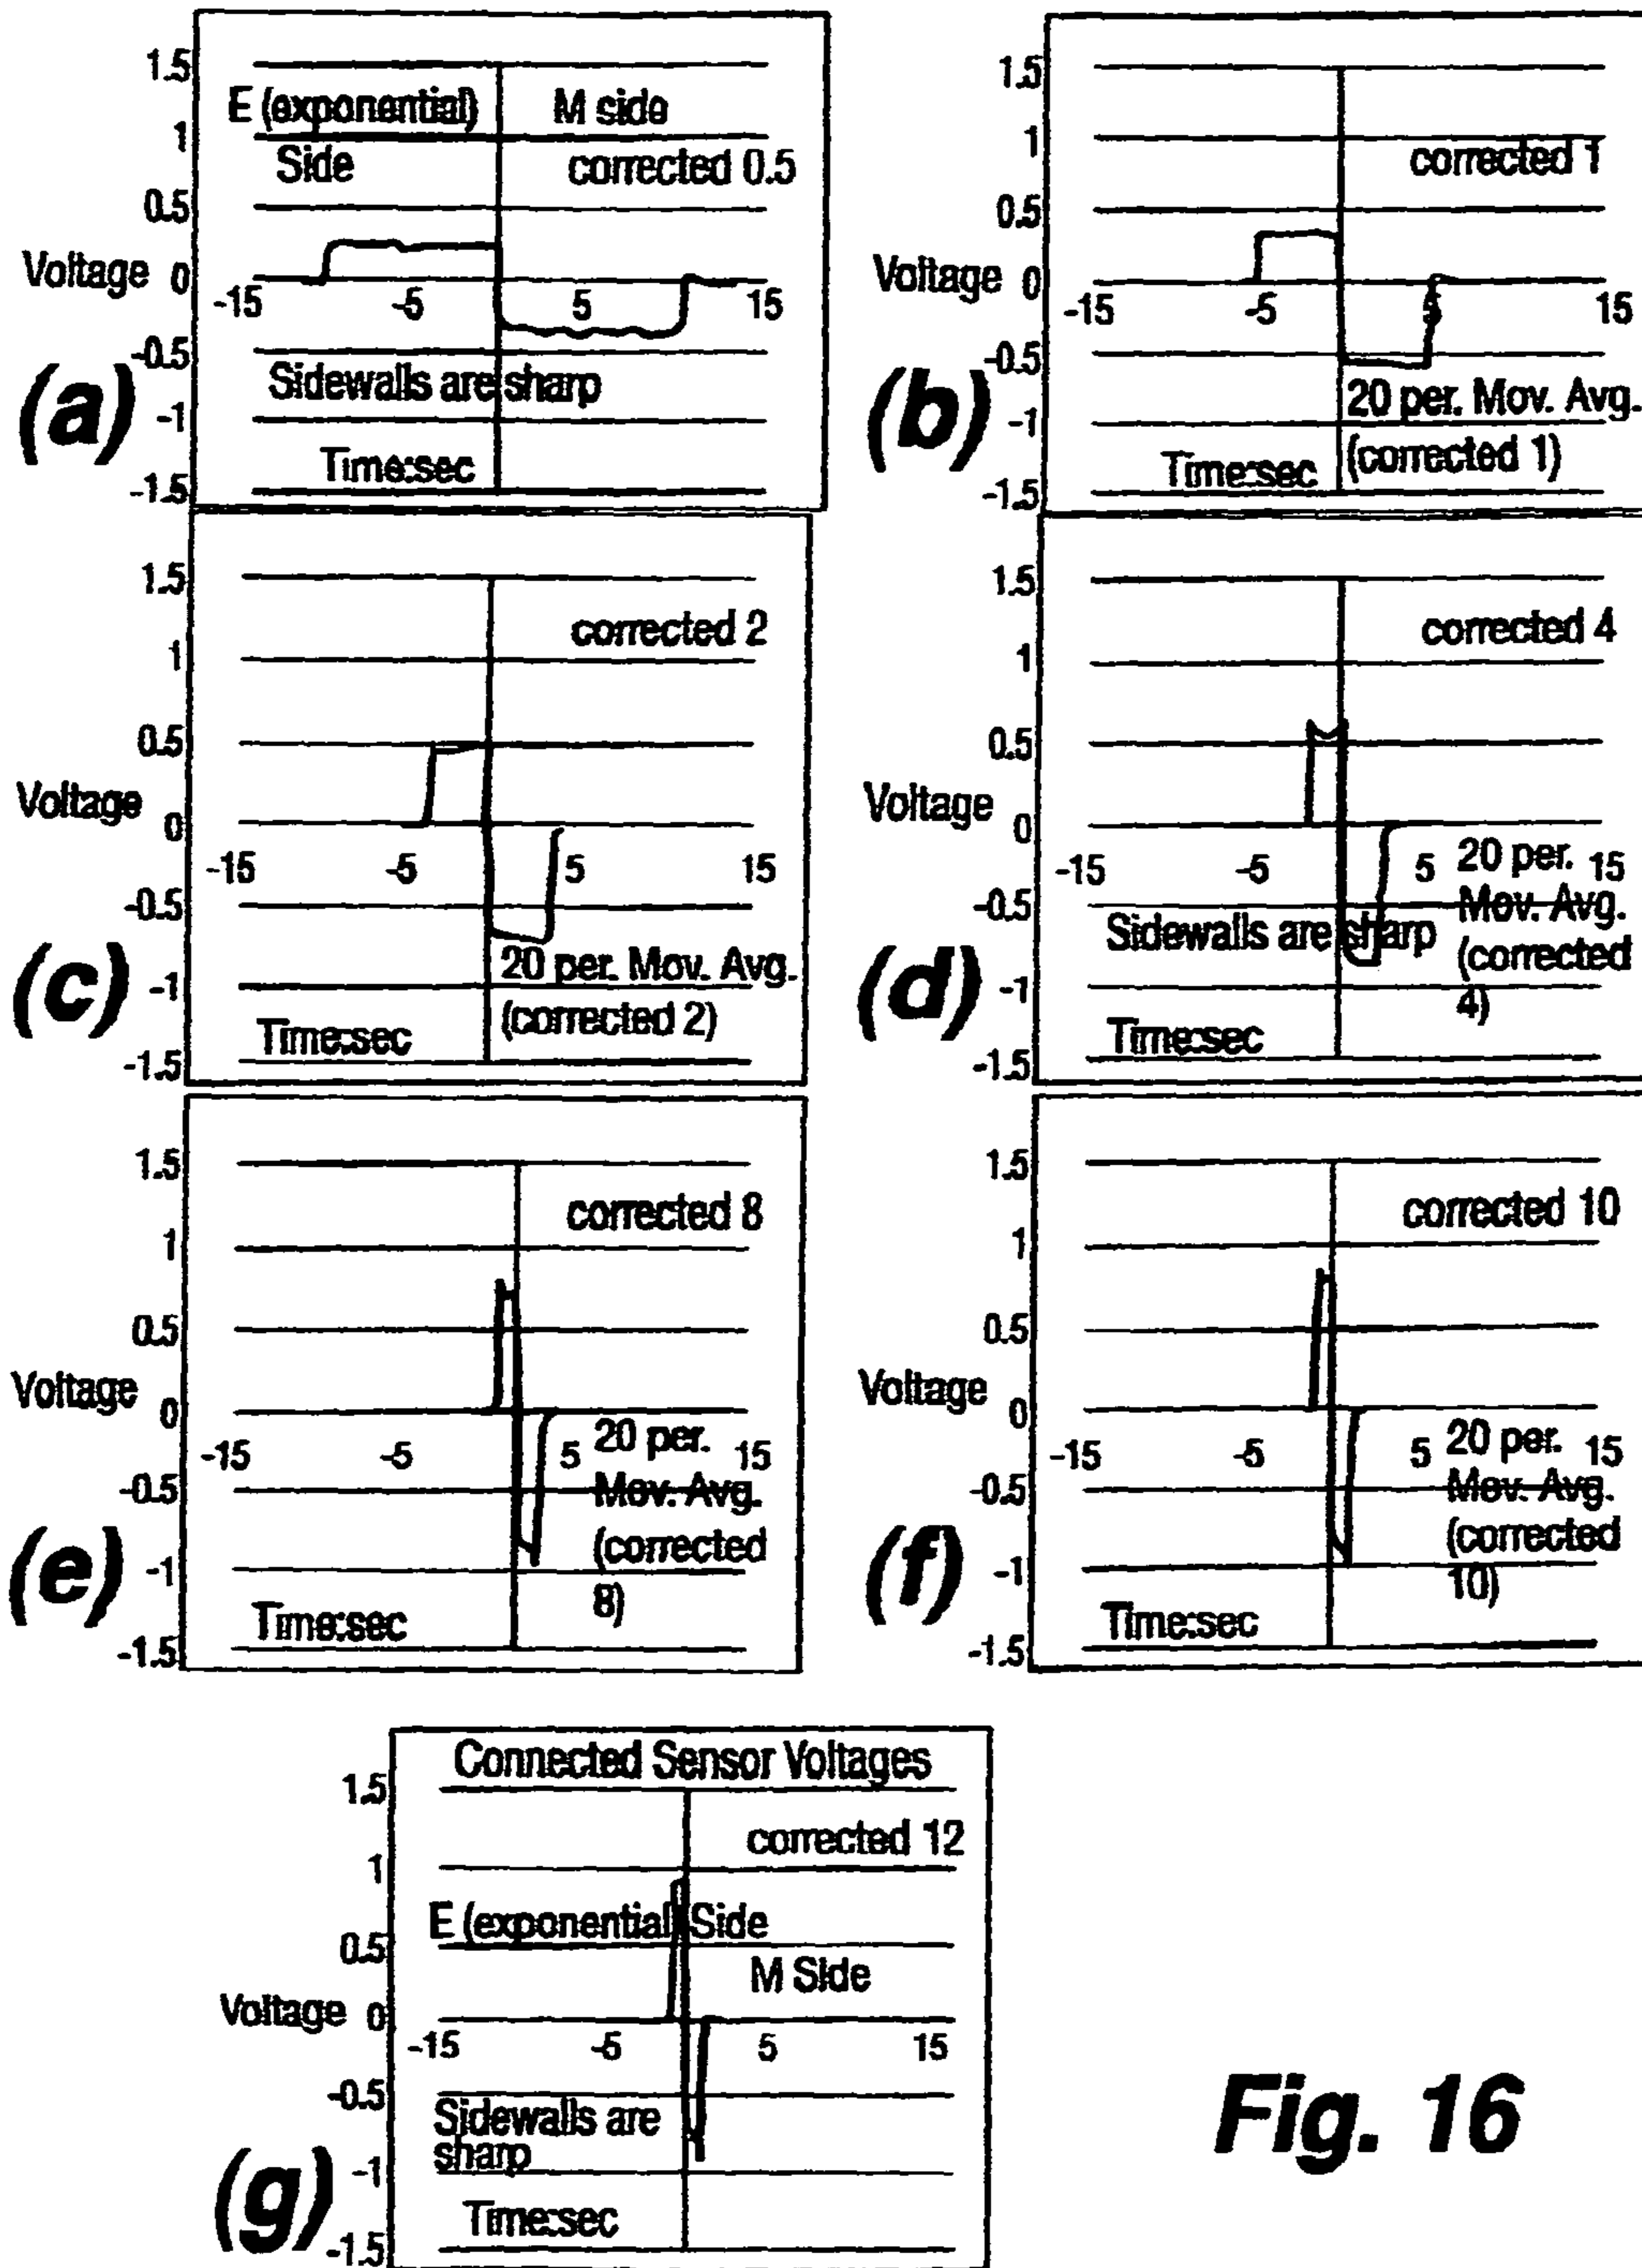 1.5
E (exponential) M side
1
Side corrected 0.5
0.5
Voltage 0
-15 -5 5 15
-0.5
Sidewalls are sharp
(a)
-1
Time:sec
-1.5
1.5
1
corrected 1
0.5
Voltage 0
-15 -5 5 15
-0.5
20 per. Mov. Avg.
(b)
-1
(corrected 1)
Time:sec
-1.5
1.5
corrected 2
1
0.5
Voltage 0
-15 -5 5 15
-0.5
20 per. Mov. Avg.
(c)
-1
(corrected 2)
Time:sec
-1.5
1.5
corrected 4
1
0.5
Voltage 0
-15 -5 5 15
20 per.
Mov. Avg.
(corrected
4)
-0.5
Sidewalls are sharp
(d)
-1
Time:sec
-1.5
1.5
corrected 8
1
0.5
Voltage 0
-15 -5 5 15
20 per.
Mov. Avg.
(corrected
8)
-0.5
(e)
-1
Time:sec
-1.5
1.5
corrected 10
1
0.5
Voltage 0
-15 -5 5 15
20 per.
Mov. Avg.
(corrected
10)
-0.5
(f)
-1
Time:sec
-1.5
Connected Sensor Voltages
1.5
corrected 12
1
E (exponential) Side
0.5
M Side
Voltage 0
-15 -5 5 15
-0.5
Sidewalls are
sharp
(g)
-1
Time:sec
-1.5
Fig. 16